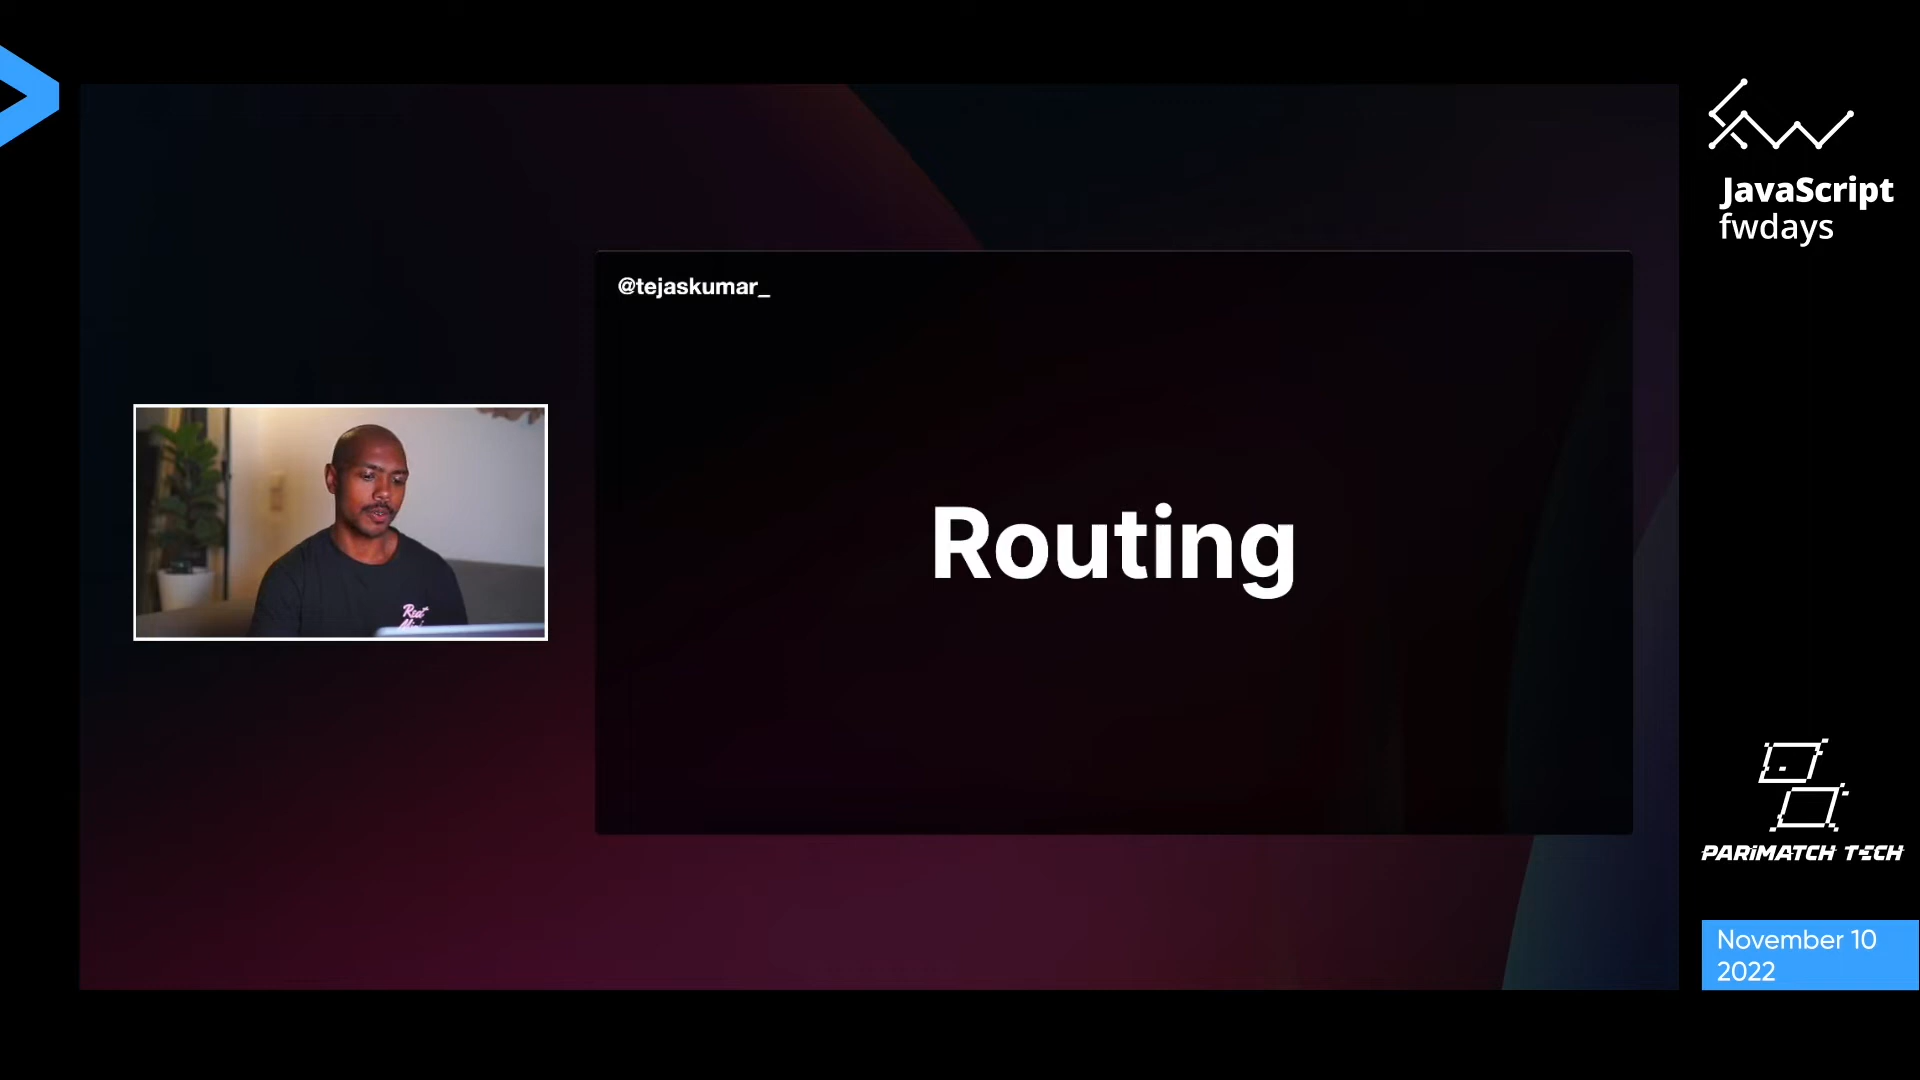 @tejaskumar_
Routing
JavaScript
fwdays
PARIMATCH TECH
November 10
2022